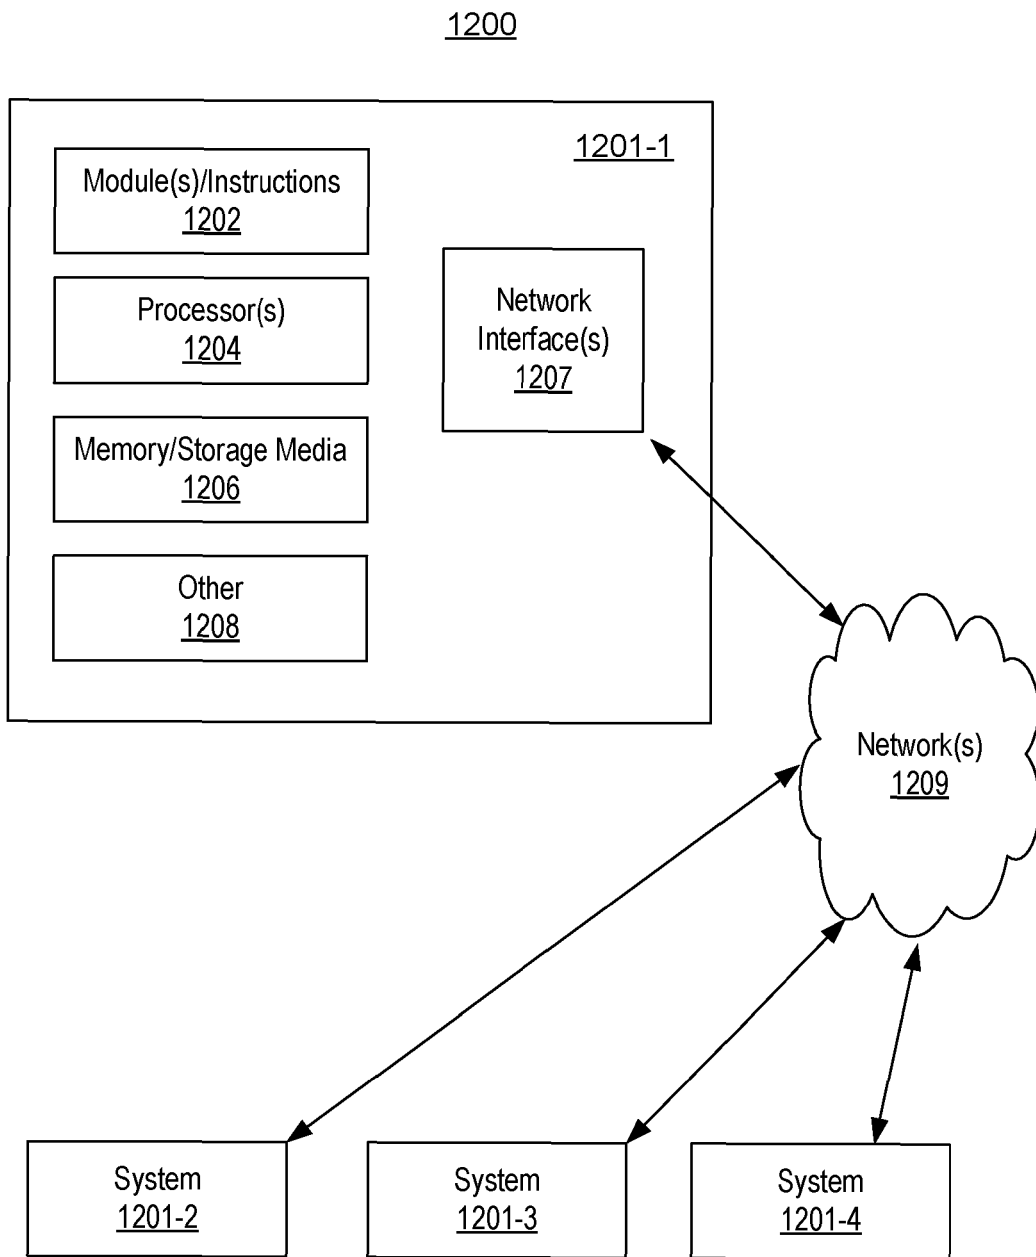 1200
1201-1
Module(s)/Instructions
1202
Processor(s)
1204
Network
Interface(s)
1207
Memory/Storage Media
1206
Other
1208
Network(s)
1209
System
1201-2
System
1201-3
System
1201-4